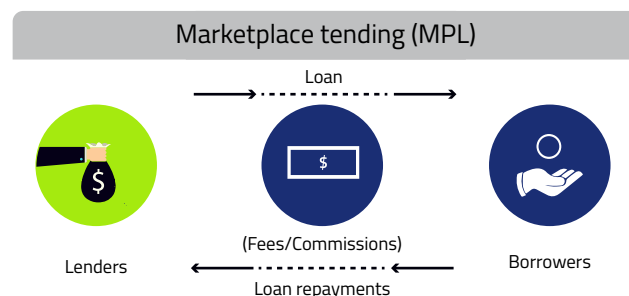 Marketplace tending (MPL)
Loan
$
$
(Fees/Commissions)
Lenders
Borrowers
Loan repayments